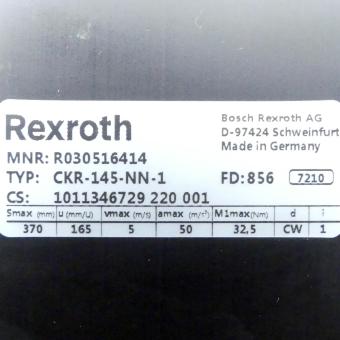 Rexroth
Bosch Rexroth AG
D-97424 Schweinfurt
Made in Germany
MNR: R030516414
TYP: CKR-145-NN-1 FD: 856 7210
CS: 1011346729 220 001
Smax (mm) u (mm/U) vmax (m/s) amax (m/s²) M1max(Nm) d i
370 165 5 50 32,5 CW 1